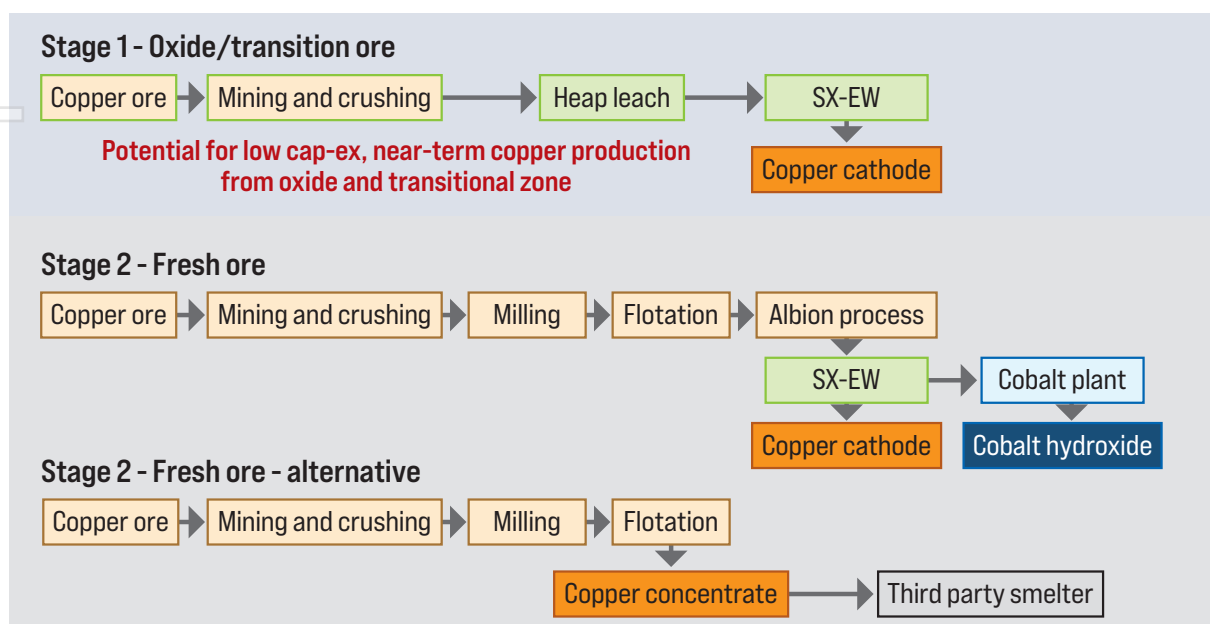 Stage 1 - Oxide/transition ore
Copper ore
Mining and crushing
Heap leach
SX-EW
Potential for low cap-ex, near-term copper production
from oxide and transitional zone
Copper cathode
Stage 2 - Fresh ore
Copper ore
Mining and crushing
Milling
Flotation
Albion process
SX-EW
Cobalt plant
Copper cathode
Cobalt hydroxide
Stage 2 - Fresh ore - alternative
Copper ore
Mining and crushing
Milling
Flotation
Copper concentrate
Third party smelter